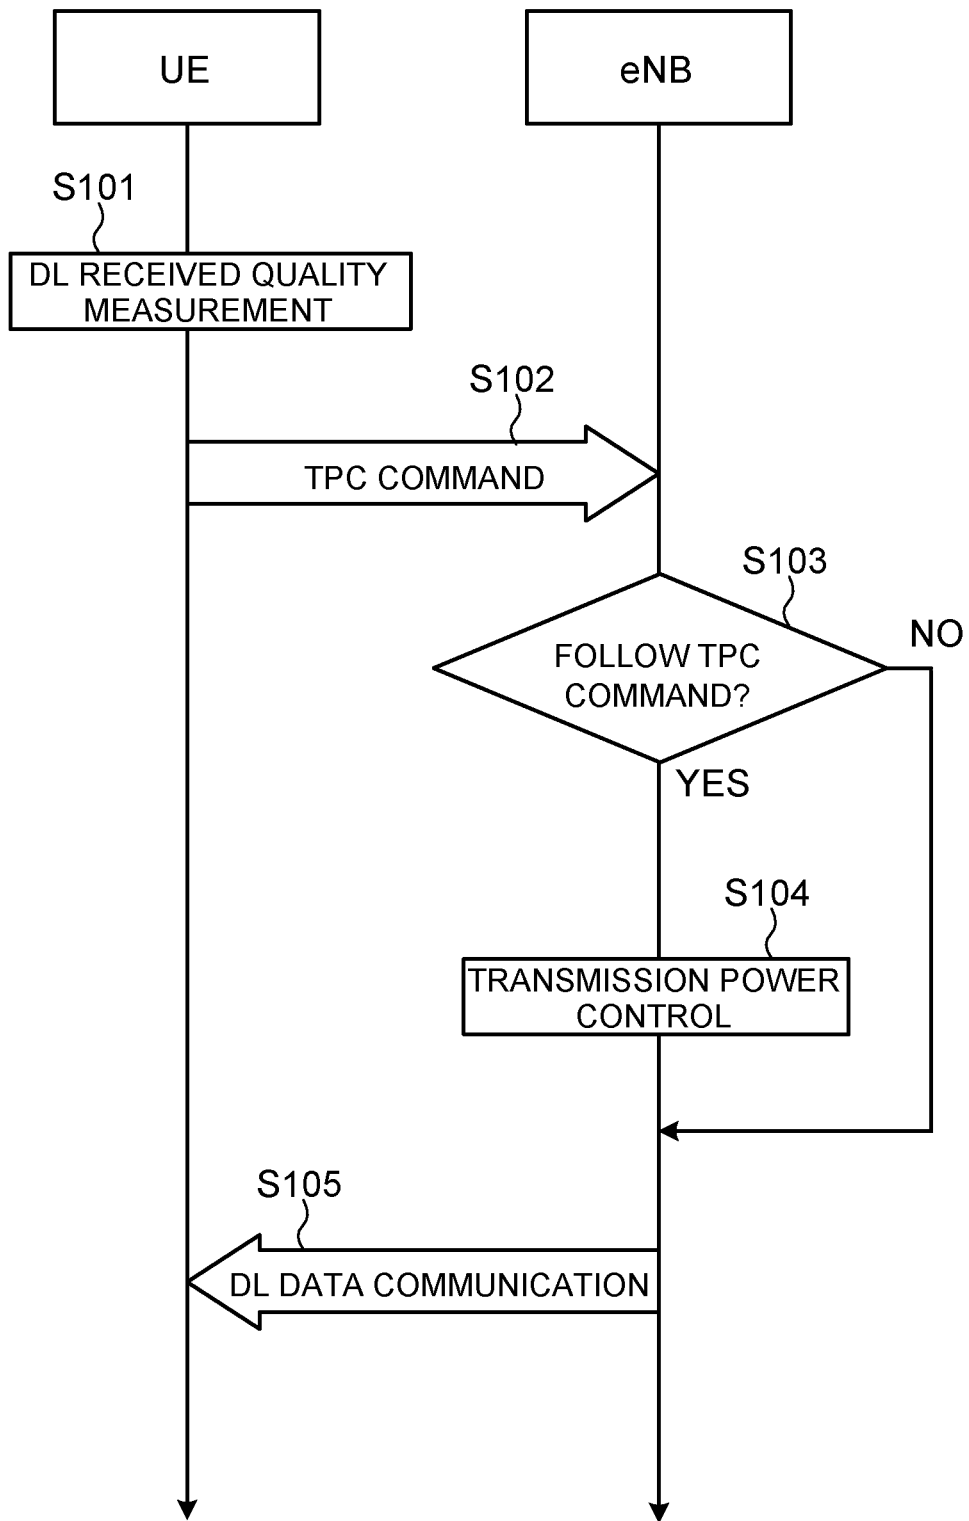 UE
eNB
S101
DL RECEIVED QUALITY
MEASUREMENT
S102
TPC COMMAND
S103
NO
FOLLOW TPC
COMMAND?
YES
S104
TRANSMISSION POWER
CONTROL
S105
DL DATA COMMUNICATION